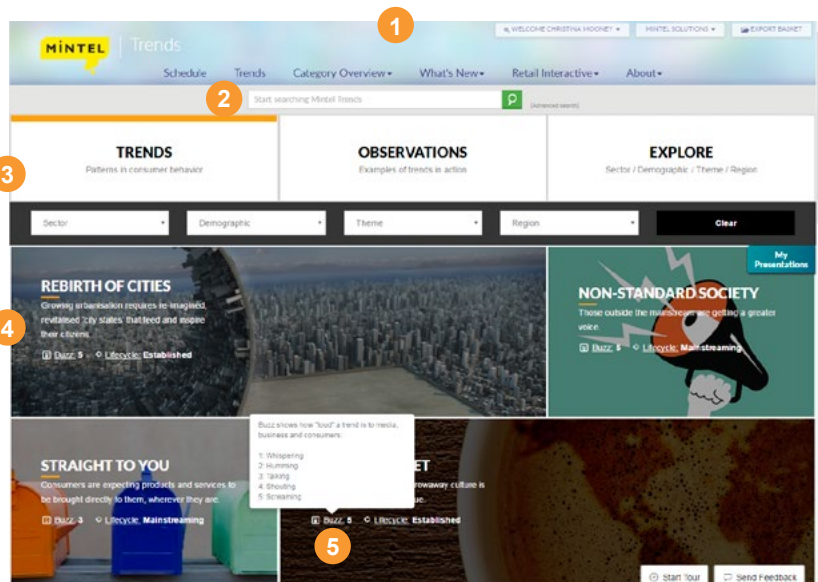 1
WELCOME CHRISTINA MOONEY
MINTEL SOLUTIONS
EXPORT BASKET
MiNTEL
Trends
Schedule Trends Category Overview What's New Retail Interactive About
2
Start searching Mintel Trends
(Advanced search)
3
TRENDS
Patterns in consumer behavior
OBSERVATIONS
Examples of trends in action
EXPLORE
Sector / Demographic / Theme / Region
Sector Demographic Theme Region Clear
My
Presentations
4
REBIRTH OF CITIES
Growing urbanisation requires re-imagined,
revitalised 'city states' that feed and inspire
their citizens.
Buzz: 5 Lifecycle: Established
NON-STANDARD SOCIETY
Those outside the mainstream are getting a greater
voice.
Buzz: 5 Lifecycle: Mainstreaming
STRAIGHT TO YOU
Consumers are expecting products and services to
be brought directly to them, wherever they are.
Buzz: 3 Lifecycle: Mainstreaming
Buzz shows how "loud" a trend is to media,
business and consumers:
1: Whispering
2: Humming
3: Talking
4: Shouting
5: Screaming
ET
rowaway culture is
ue.
Buzz: 5 Lifecycle: Established
5
Start Tour
Send Feedback